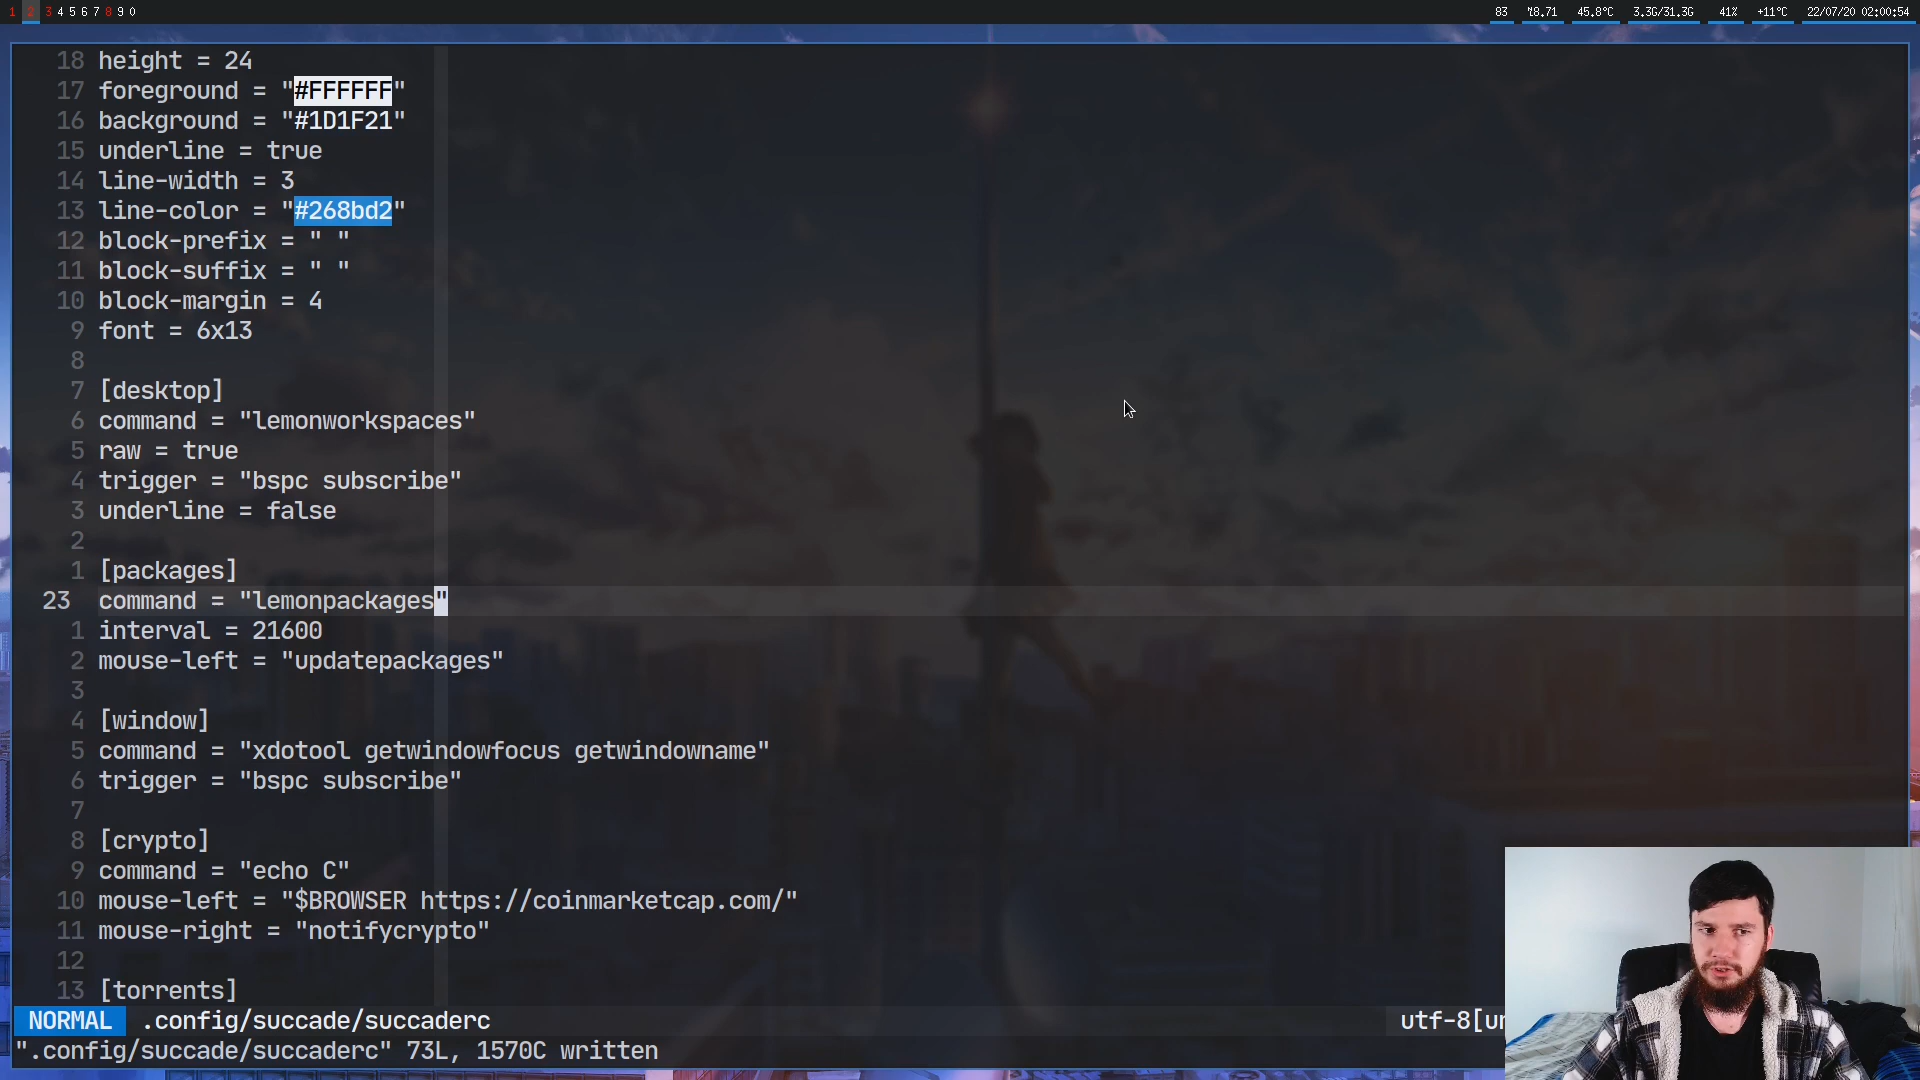 1 2 3 4 5 6 7 8 9 0 83 18.71 45.8°C 3.3G/31.3G 41% +11°C 22/07/20 02:00:54
18 height = 24
17 foreground = "#FFFFFF"
16 background = "#1D1F21"
15 underline = true
14 line-width = 3
13 line-color = "#268bd2"
12 block-prefix = " "
11 block-suffix = " "
10 block-margin = 4
9 font = 6x13
8
7 [desktop]
6 command = "lemonworkspaces"
5 raw = true
4 trigger = "bspc subscribe"
3 underline = false
2
1 [packages]
23 command = "lemonpackages"
1 interval = 21600
2 mouse-left = "updatepackages"
3
4 [window]
5 command = "xdotool getwindowfocus getwindowname"
6 trigger = "bspc subscribe"
7
8 [crypto]
9 command = "echo C"
10 mouse-left = "$BROWSER https://coinmarketcap.com/"
11 mouse-right = "notifycrypto"
12
13 [torrents]
NORMAL .config/succade/succaderc utf-8[un
".config/succade/succaderc" 73L, 1570C written